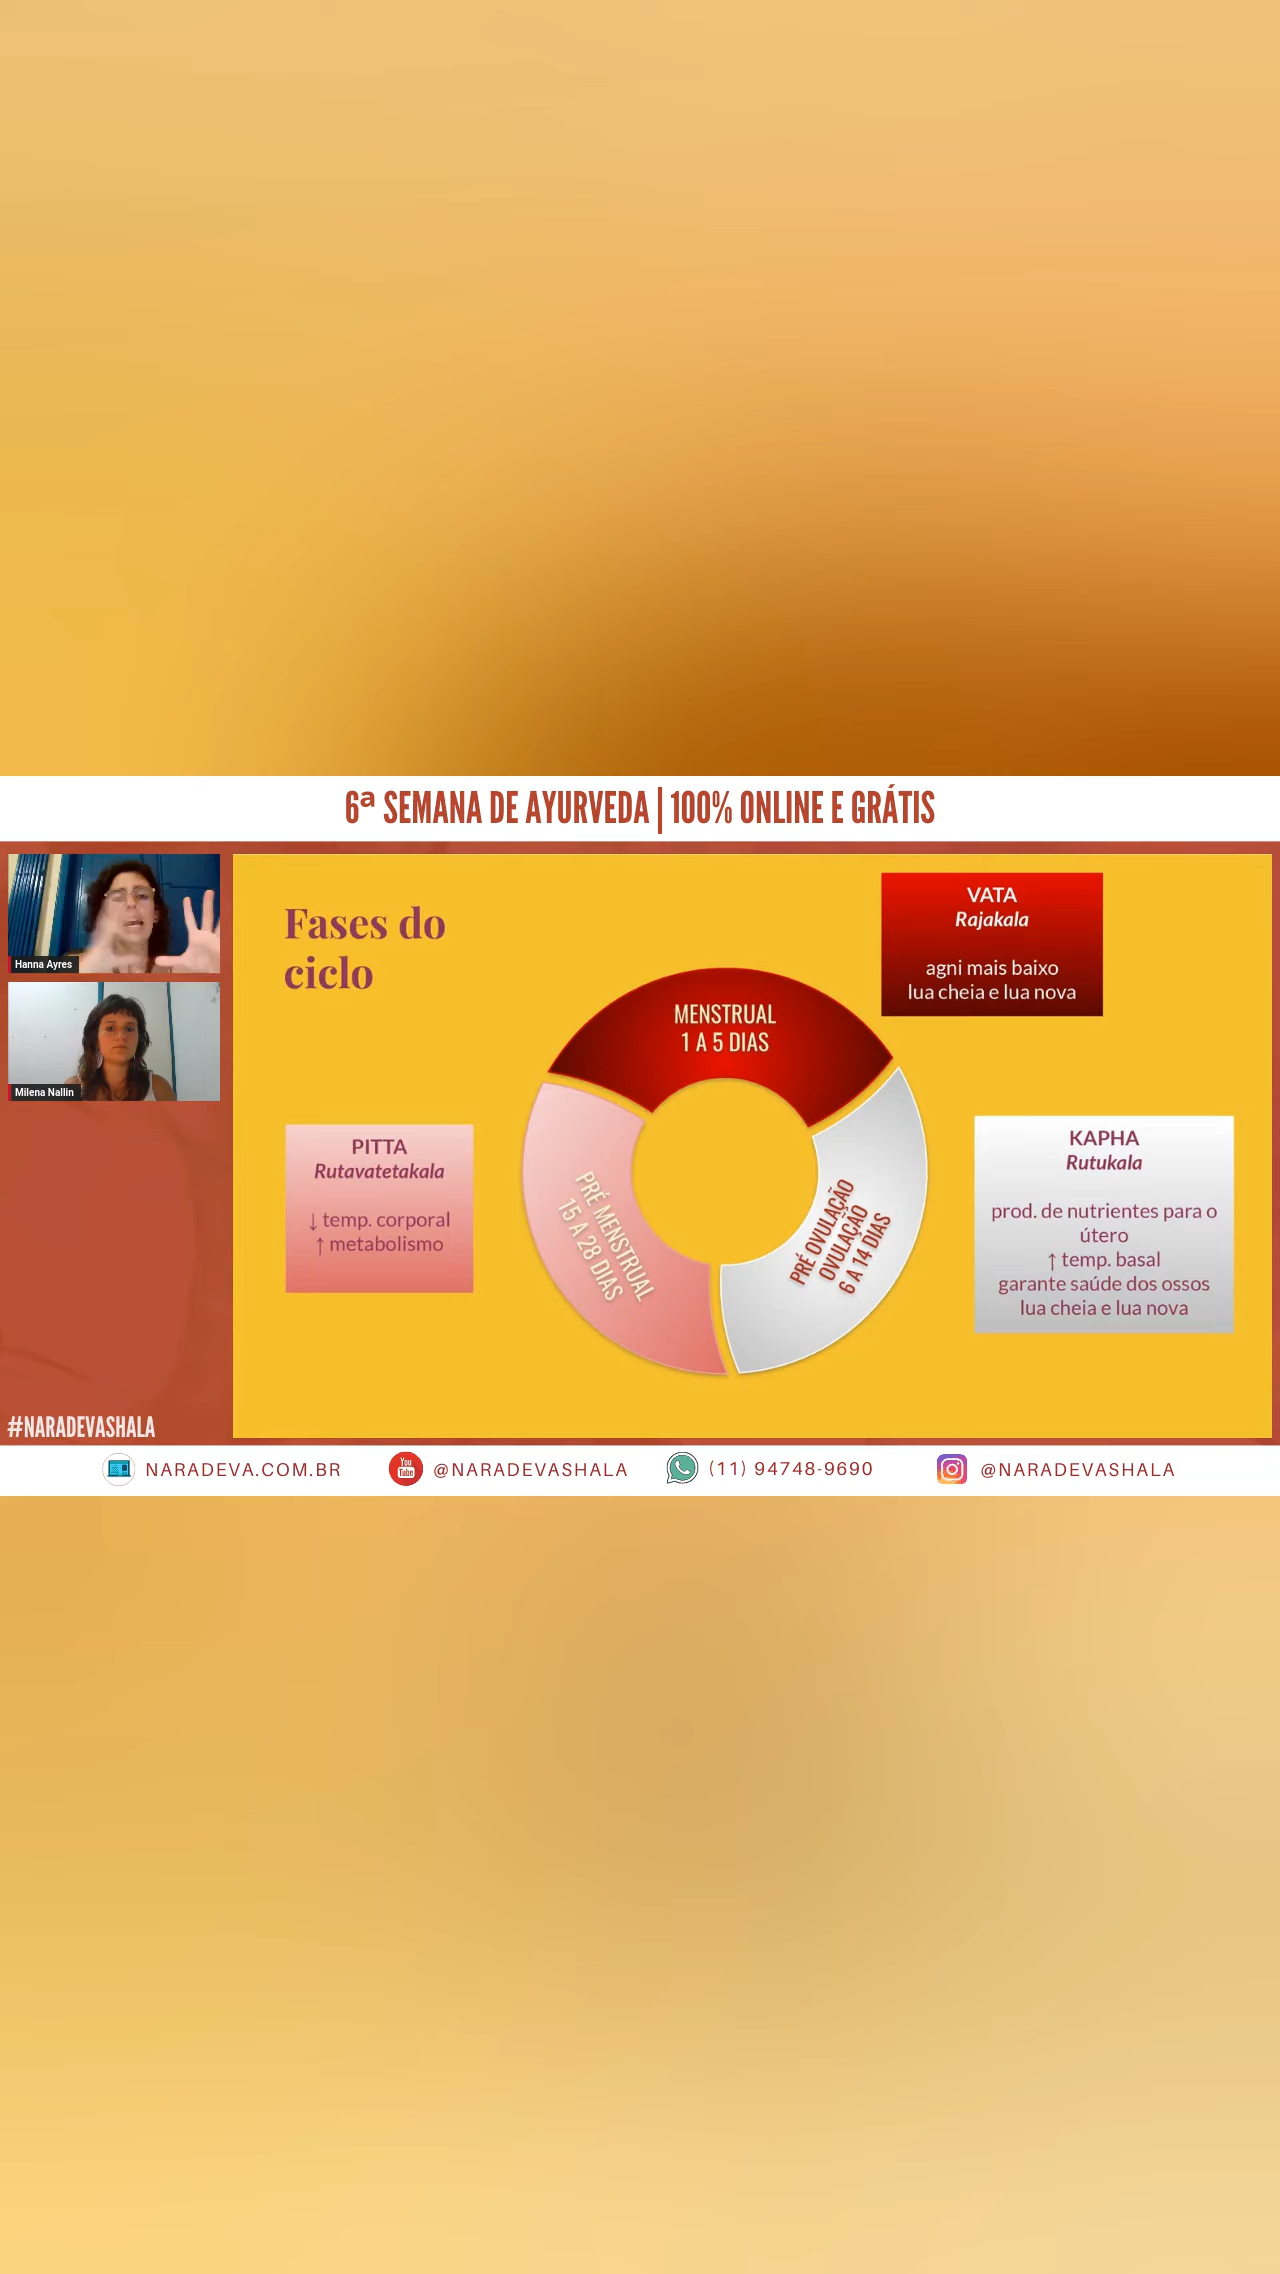 6ª SEMANA DE AYURVEDA | 100% ONLINE E GRÁTIS
Hanna Ayres
Milena Nallin
Fases do
ciclo
VATA
Rajakala
agni mais baixo
lua cheia e lua nova
MENSTRUAL
1 A 5 DIAS
PITTA
Rutavatetakala
↓ temp. corporal
↑ metabolismo
PRÉ MENSTRUAL
15 A 28 DIAS
PRÉ OVULAÇÃO
OVULAÇÃO
6 A 14 DIAS
KAPHA
Rutukala
prod. de nutrientes para o
útero
↑ temp. basal
garante saúde dos ossos
lua cheia e lua nova
#NARADEVASHALA
NARADEVA.COM.BR
You
Tube
@NARADEVASHALA
(11) 94748-9690
@NARADEVASHALA